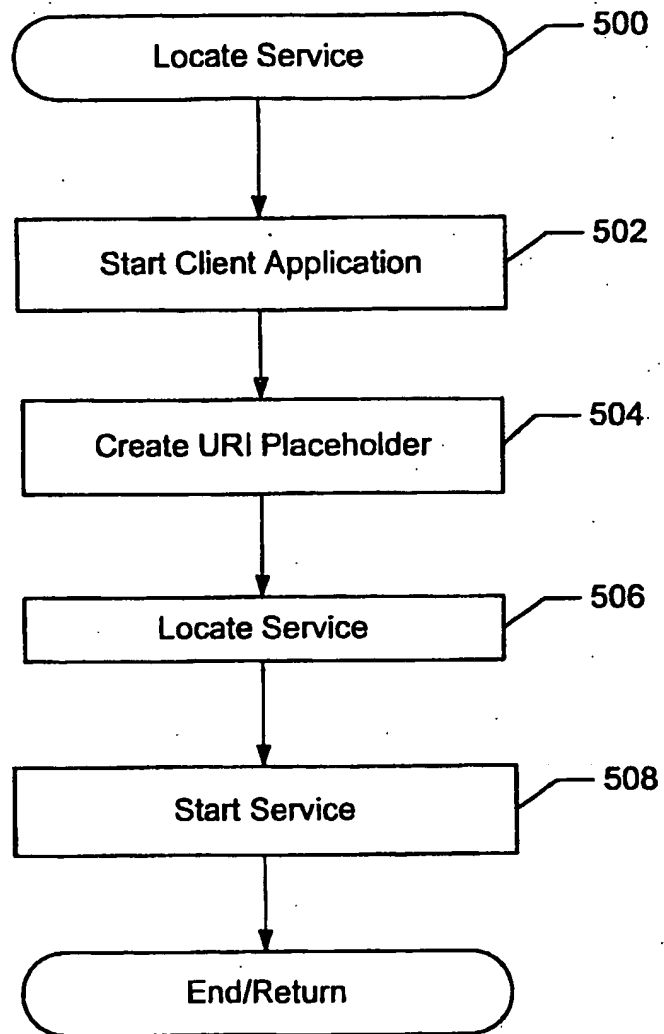 Locate Service
500
Start Client Application
502
Create URI Placeholder
504
Locate Service
506
Start Service
508
End/Return